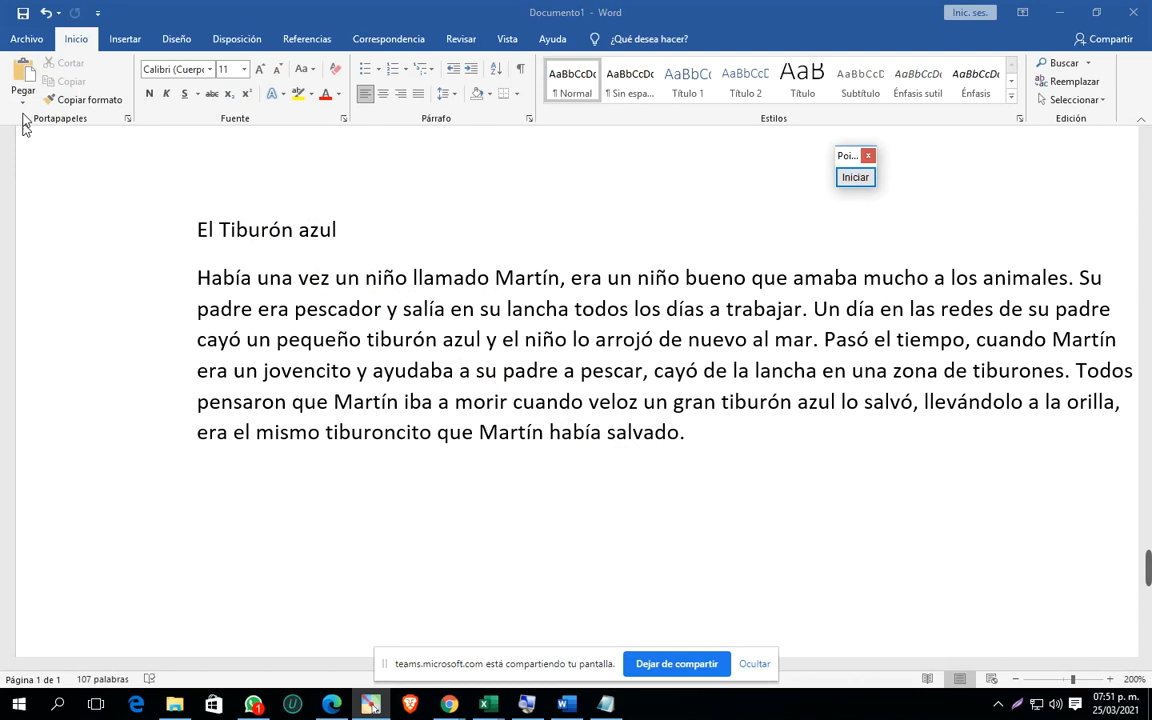 Documento1 - Word
Inic. ses.
Archivo Inicio Insertar Diseño Disposición Referencias Correspondencia Revisar Vista Ayuda ¿Qué desea hacer? Compartir
Pegar
Cortar
Copiar
Copiar formato
Portapapeles
Calibri (Cuerp 11
Aa
N K S abc x₂ x² A A
Fuente
Párrafo
AaBbCcDc AaBbCcDc AaBbCc AaBbCcD AaB AaBbCcD AaBbCcDc AaBbCcDc
¶ Normal ¶ Sin espa... Título 1 Título 2 Título Subtítulo Énfasis sutil Énfasis
Estilos
Buscar
Reemplazar
Seleccionar
Edición
Poi...
Iniciar
El Tiburón azul
Había una vez un niño llamado Martín, era un niño bueno que amaba mucho a los animales. Su
padre era pescador y salía en su lancha todos los días a trabajar. Un día en las redes de su padre
cayó un pequeño tiburón azul y el niño lo arrojó de nuevo al mar. Pasó el tiempo, cuando Martín
era un jovencito y ayudaba a su padre a pescar, cayó de la lancha en una zona de tiburones. Todos
pensaron que Martín iba a morir cuando veloz un gran tiburón azul lo salvó, llevándolo a la orilla,
era el mismo tiburoncito que Martín había salvado.
teams.microsoft.com está compartiendo tu pantalla. Dejar de compartir Ocultar
Página 1 de 1 107 palabras 200%
07:51 p. m.
25/03/2021